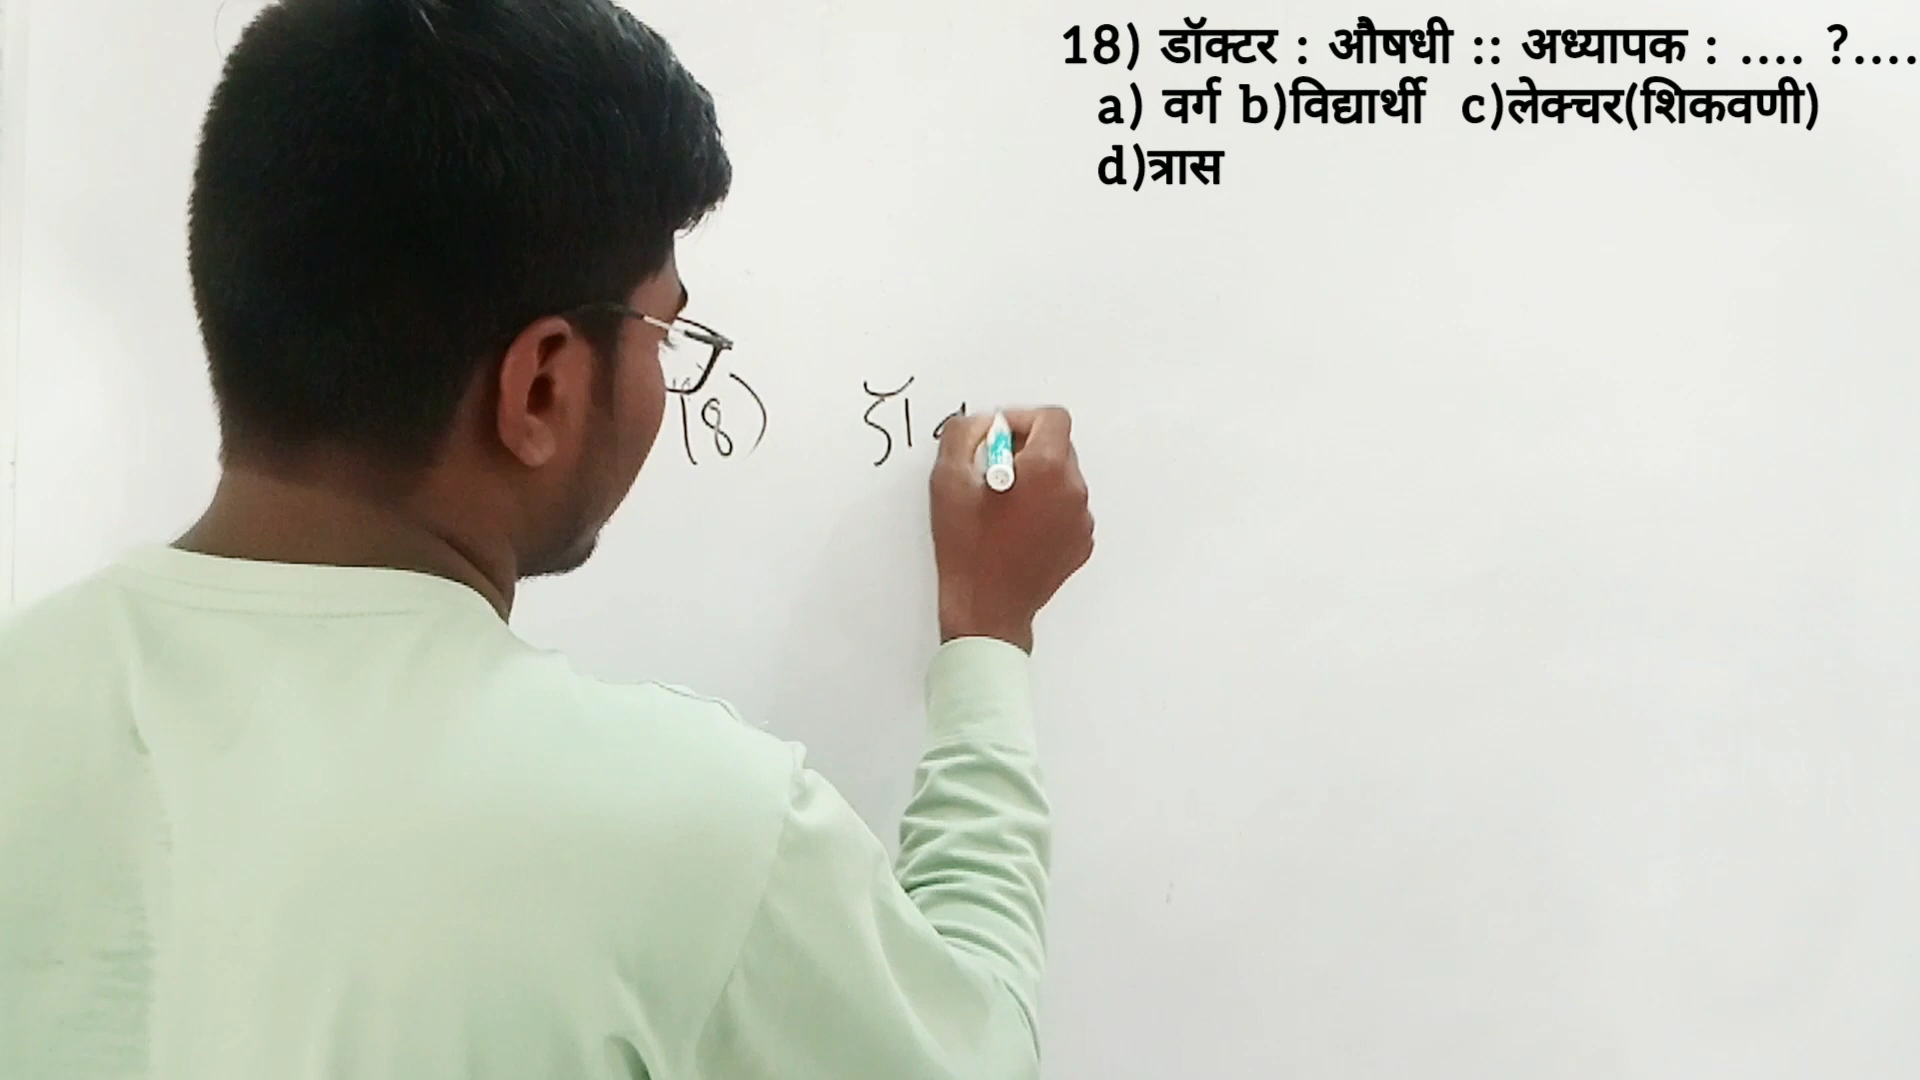 18) डॉक्टर : औषधी :: अध्यापक : .... ?....
a) वर्ग b)विद्यार्थी c)लेक्चर(शिकवणी)
d)त्रास
18) डॉ